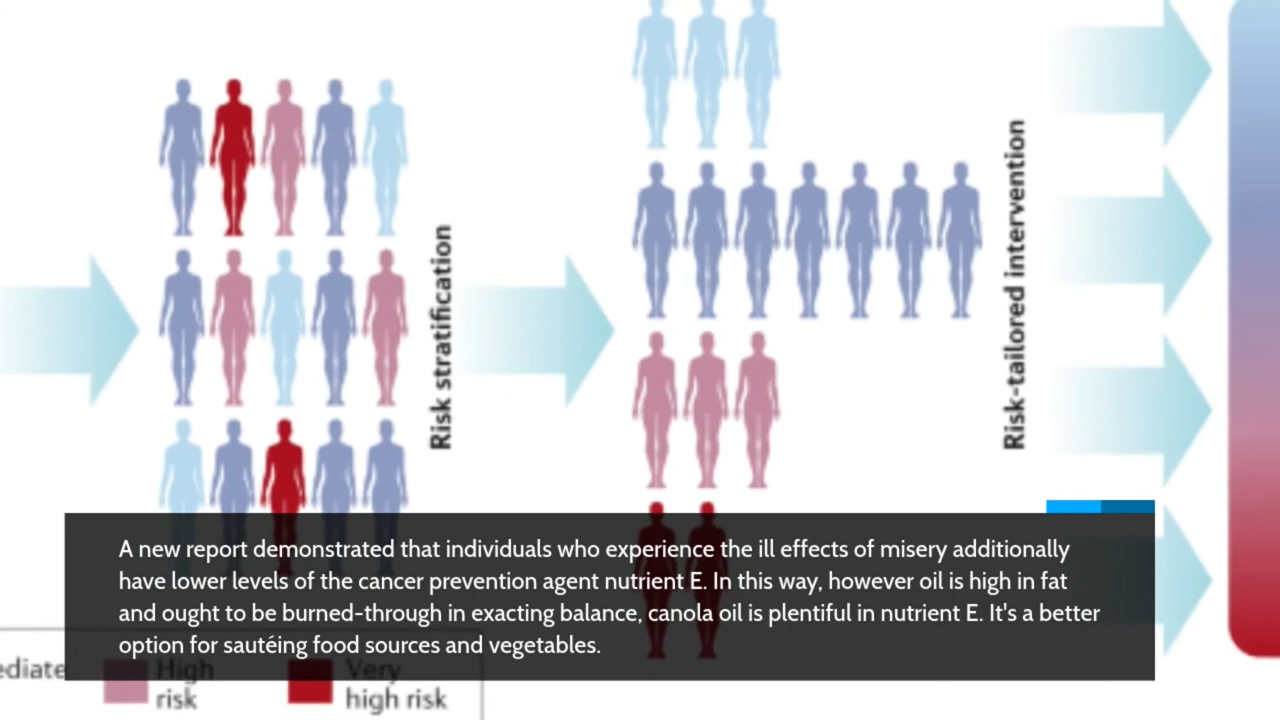 Risk stratification
Risk-tailored intervention
A new report demonstrated that individuals who experience the ill effects of misery additionally
have lower levels of the cancer prevention agent nutrient E. In this way, however oil is high in fat
and ought to be burned-through in exacting balance, canola oil is plentiful in nutrient E. It's a better
option for sautéing food sources and vegetables.
ediate
High
risk
Very
high risk